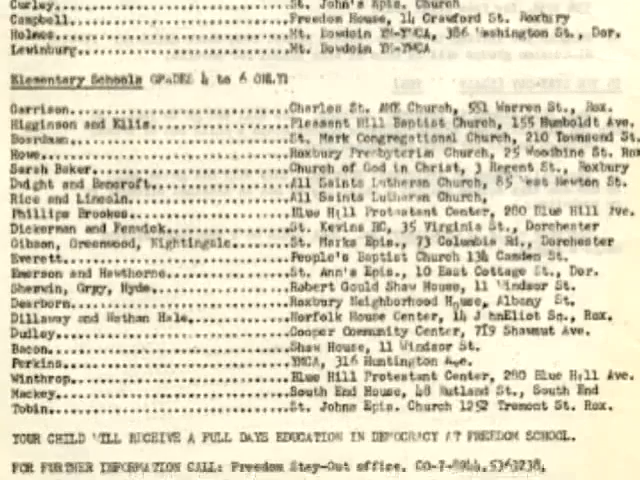 Curley..............................St. John's Epis. Church
Campbell............................Freedom House, 14 Crawford St. Roxbury
Holmes..............................Mt. Bowdoin YM-YWCA, 386 Washington St., Dor.
Lewinburg...........................Mt. Bowdoin YM-YWCA
Elementary Schools GRADES 4 to 6 ONLY!
Garrison............................Charles St. AME Church, 551 Warren St., Rox.
Higginson and Ellis.................Pleasant Hill Baptist Church, 155 Humboldt Ave.
Boardman............................St. Mark Congregational Church, 210 Townsend St.
Howe................................Roxbury Presbyterian Church, 25 Woodbine St. Rox
Sarah Baker.........................Church of God in Christ, 3 Regent St., Roxbury
Dwight and Bancroft.................All Saints Lutheran Church, 85 West Newton St.
Rice and Lincoln....................All Saints Lutheran Church,
Phillips Brookes....................Blue Hill Protestant Center, 280 Blue Hill Ave.
Dickerman and Fenwick...............St. Kevins RC, 35 Virginia St., Dorchester
Gibson, Greenwood, Nightingale......St. Marks Epis., 73 Columbia Rd., Dorchester
Everett.............................People's Baptist Church 134 Camden St.
Emerson and Hawthorne...............St. Ann's Epis., 10 East Cottage St., Dor.
Sherwin, Gray, Hyde.................Robert Gould Shaw House, 11 Windsor St.
Dearborn............................Roxbury Neighborhood House, Albany St.
Dillaway and Nathan Hale............Norfolk House Center, 14 J hnEliot Sq., Rox.
Dudley..............................Cooper Community Center, 719 Shawmut Ave.
Bacon...............................Shaw House, 11 Windsor St.
Perkins.............................YMCA, 316 Huntington Ave.
Winthrop............................Blue Hill Protestant Center, 280 Blue Hill Ave.
Mackey..............................South End House, 48 Rutland St., South End
Tobin...............................St. Johns Epis. Church 1252 Tremont St. Rox.
YOUR CHILD WILL RECEIVE A FULL DAYS EDUCATION IN DEMOCRACY AT FREEDOM SCHOOL.
FOR FURTHER INFORMATION CALL: Freedom Stay-Out office.